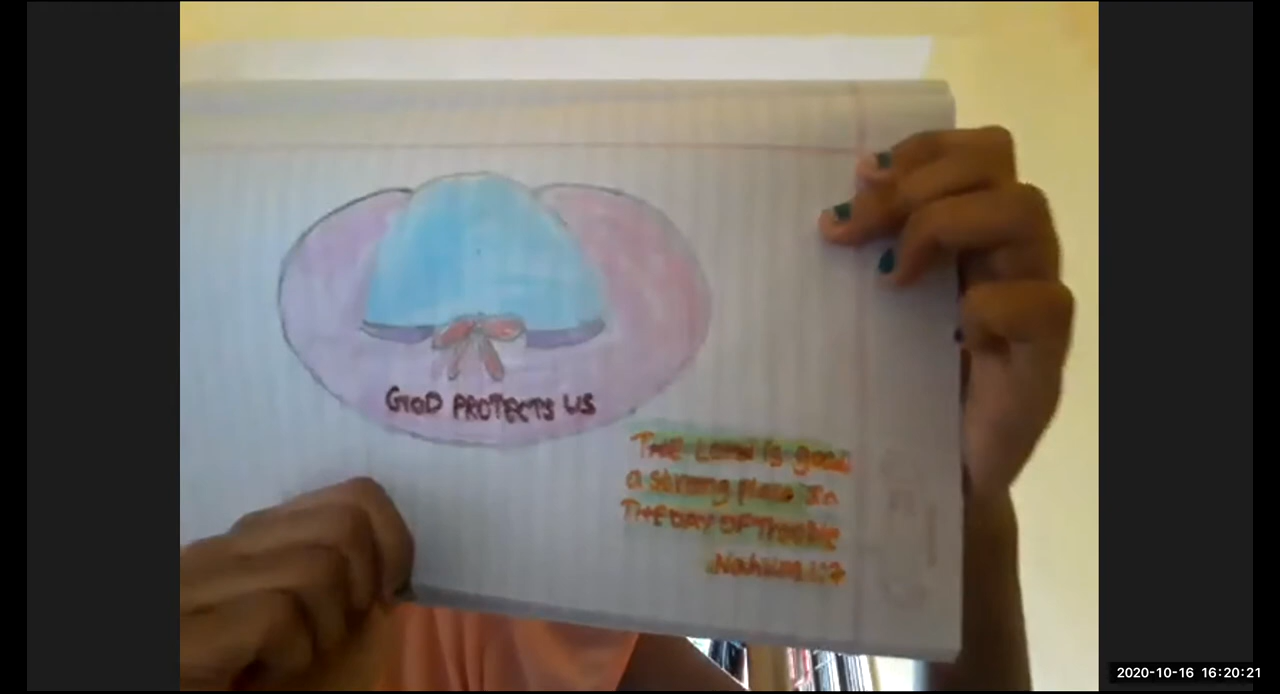 GOD PROTECTS US
THE LORD is good
a strong place in
THE DAY OF Trouble
Nahum 1:7
2020-10-16 16:20:21